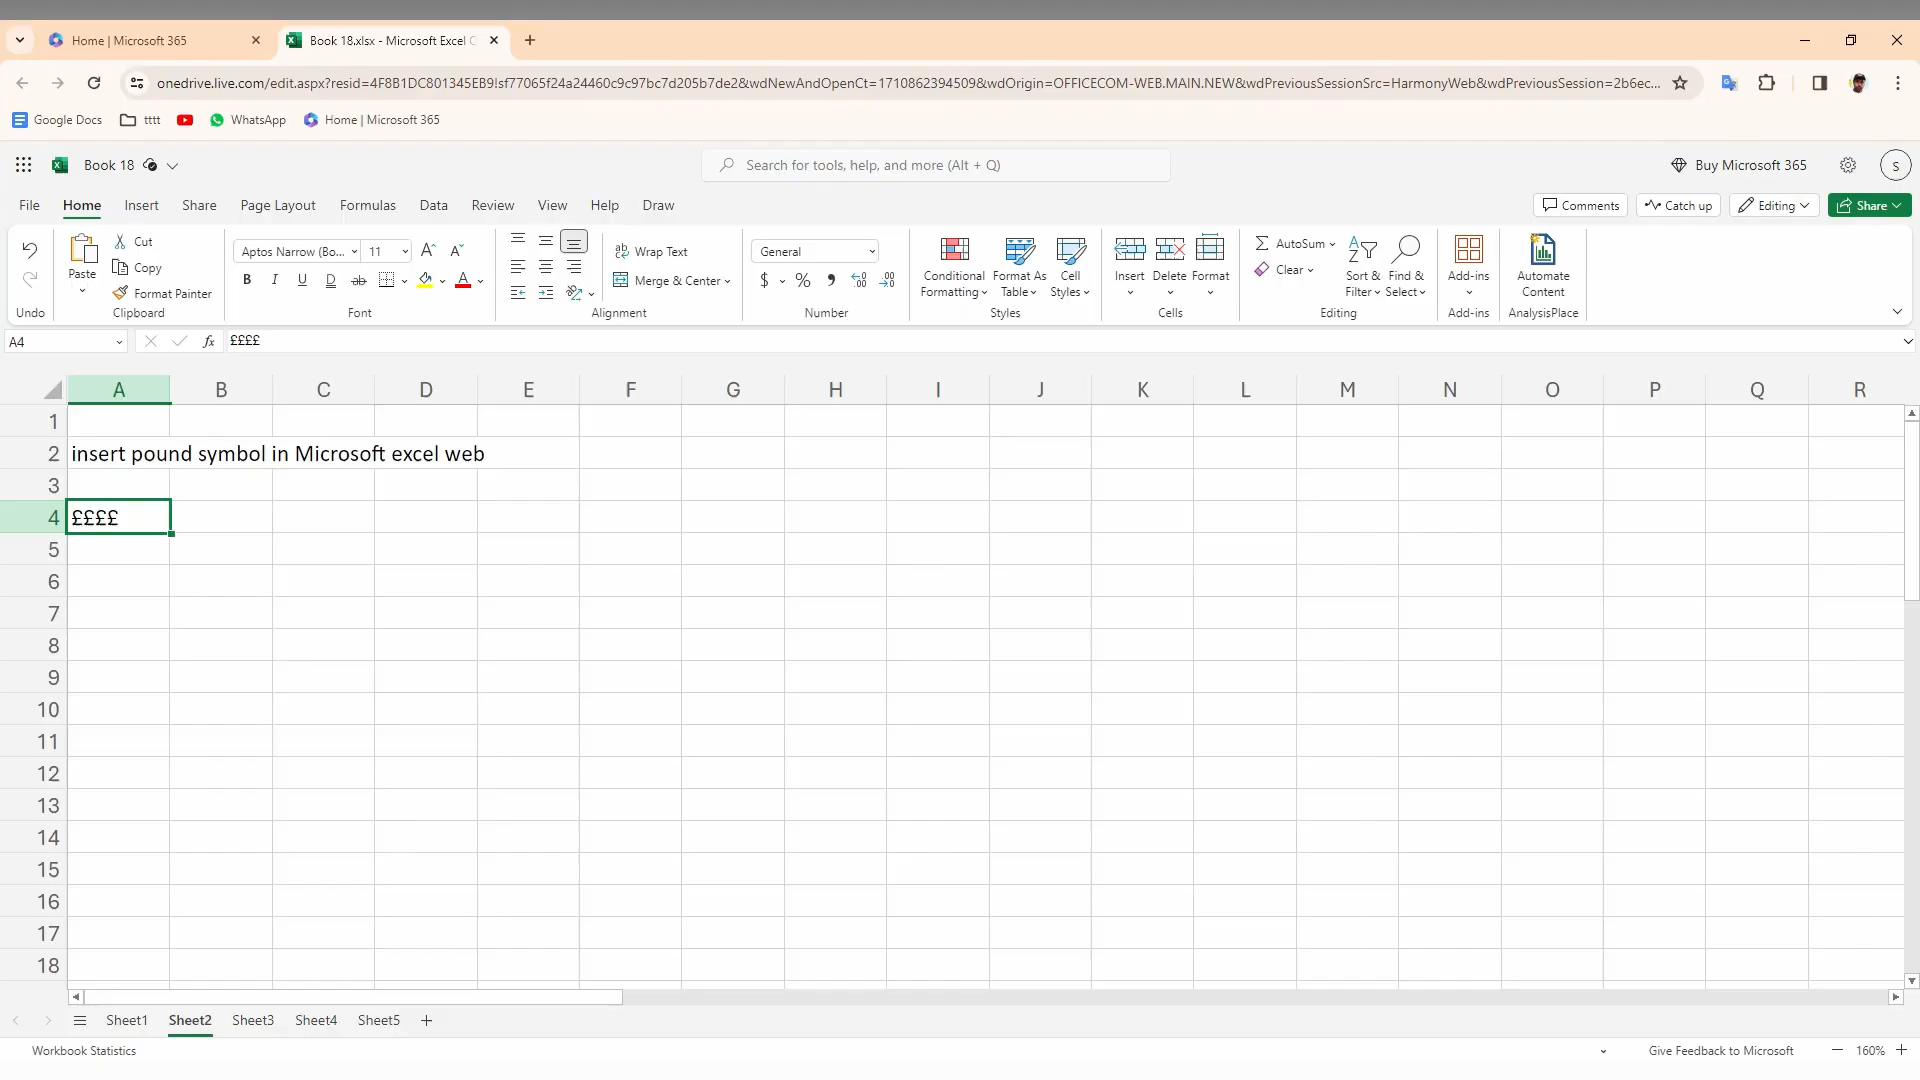 Home | Microsoft 365
Book 18.xlsx - Microsoft Excel
onedrive.live.com/edit.aspx?resid=4F8B1DC801345EB9!sf77065f24a24460c9c97bc7d205b7de2&wdNewAndOpenCt=1710862394509&wdOrigin=OFFICECOM-WEB.MAIN.NEW&wdPreviousSessionSrc=HarmonyWeb&wdPreviousSession=2b6ec...
Google Docs tttt WhatsApp Home | Microsoft 365
Book 18
Search for tools, help, and more (Alt + Q)
Buy Microsoft 365
S
File Home Insert Share Page Layout Formulas Data Review View Help Draw
Comments Catch up Editing Share
Paste Cut
Copy
Format Painter
Aptos Narrow (Bo... 11
Wrap Text
Merge & Center
General
Conditional Formatting
Format As Table
Cell Styles
Insert Delete Format
AutoSum
Clear
Sort & Filter
Find & Select
Add-ins
Automate Content
Undo Clipboard Font Alignment Number Styles Cells Editing Add-ins AnalysisPlace
A4 fx ££££
A B C D E F G H I J K L M N O P Q R
1
2 insert pound symbol in Microsoft excel web
3
4 ££££
5
6
7
8
9
10
11
12
13
14
15
16
17
18
Sheet1 Sheet2 Sheet3 Sheet4 Sheet5
Workbook Statistics
Give Feedback to Microsoft
160%